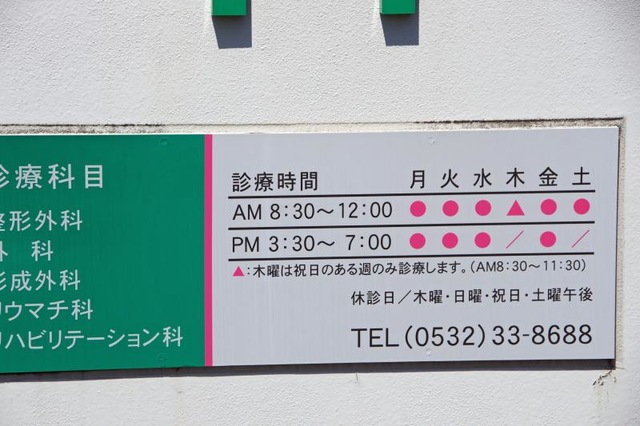 診療科目
整形外科
外 科
形成外科
リウマチ科
リハビリテーション科
診療時間 月 火 水 木 金 土
AM 8:30〜12:00 ● ● ● ▲ ● ●
PM 3:30〜 7:00 ● ● ● ／ ● ／
▲:木曜は祝日のある週のみ診療します。(AM8:30〜11:30)
休診日／木曜・日曜・祝日・土曜午後
TEL(0532)33-8688